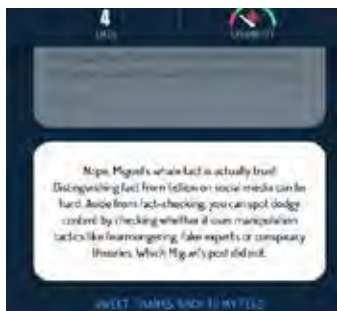 4
LIKES
CREDIBILITY
Nope, Miguel's whale fact is actually true!
Distinguishing fact from fiction on social media can be
hard. Aside from fact-checking, you can spot dodgy
content by checking whether it uses manipulation
tactics like fearmongering, fake experts or conspiracy
theories. Which Miguel's post did not.
SWEET. THANKS. BACK TO MY FEED